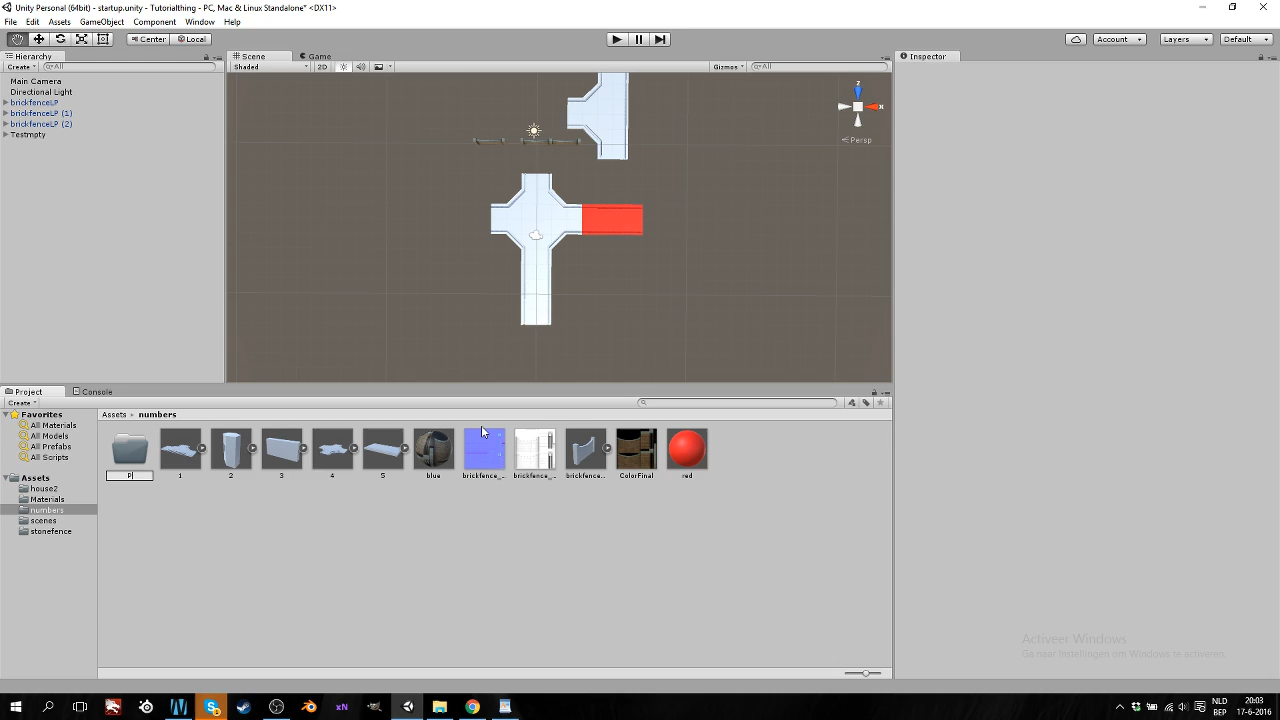 Unity Personal (64bit) - startup.unity - Tutorialthing - PC, Mac & Linux Standalone* <DX11>
File Edit Assets GameObject Component Window Help
Center Local Account Layers Default
Hierarchy Scene Game Inspector
Create All Shaded 2D Gizmos All
Main Camera
Directional Light
brickfenceLP
brickfenceLP (1)
brickfenceLP (2)
Testmpty
z
x
Persp
Project Console
Create
Favorites Assets numbers
All Materials
All Models
All Prefabs
All Scripts
Assets
P 1 2 3 4 5 blue brickfence_... brickfence_... brickfence... ColorFinal red
house2
Materials
numbers
scenes
stonefence
Activeer Windows
Ga naar Instellingen om Windows te activeren.
NLD 20:03
BEP 17-6-2016